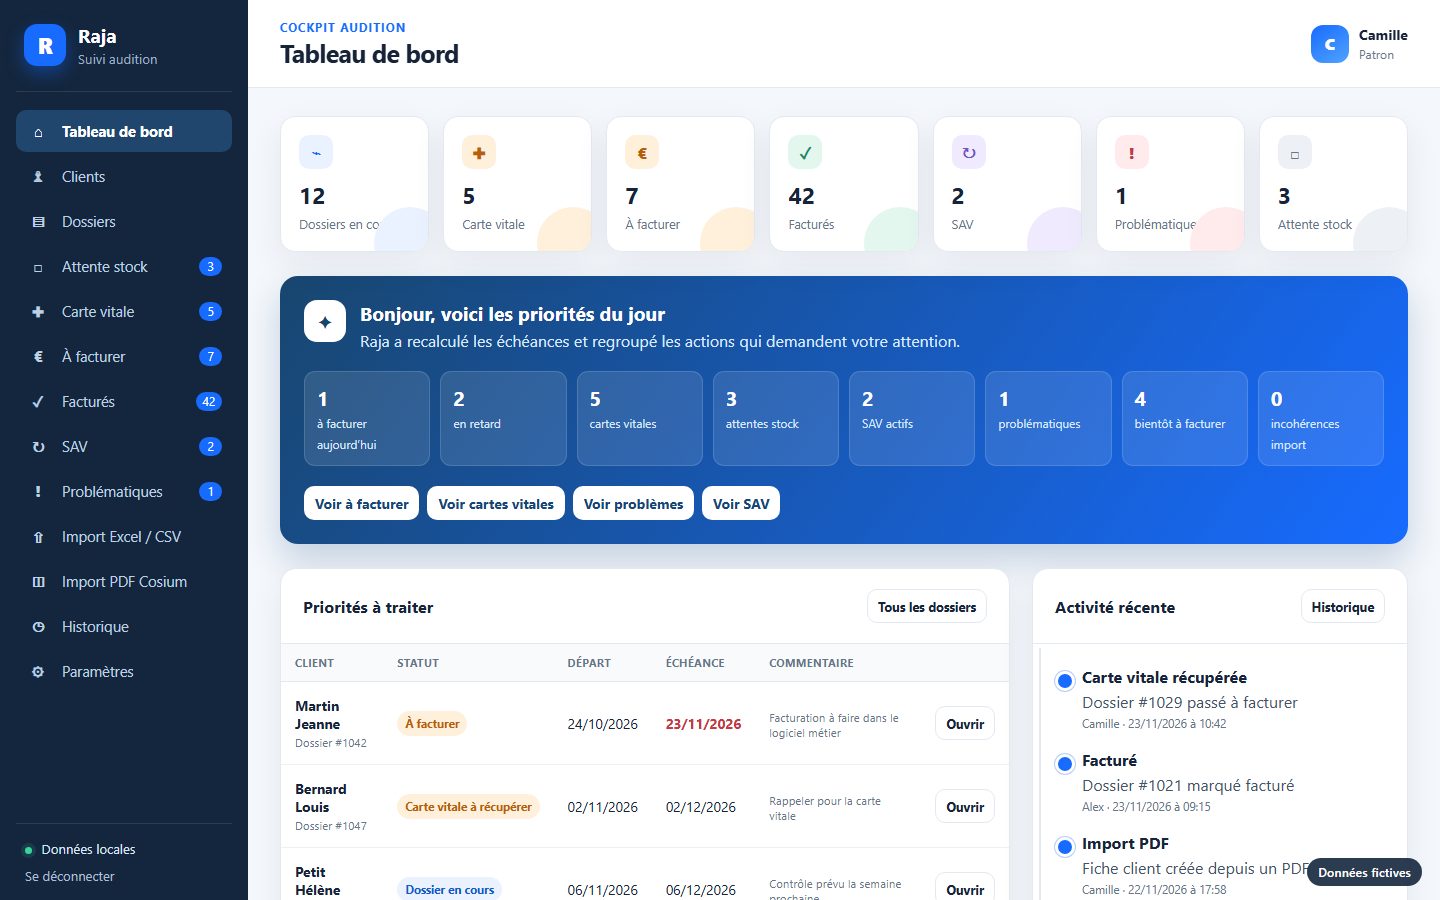 R
Raja
Suivi audition
Tableau de bord
Clients
Dossiers
Attente stock 3
Carte vitale 5
À facturer 7
Facturés 42
SAV 2
Problématiques 1
Import Excel / CSV
Import PDF Cosium
Historique
Paramètres
Données locales
Se déconnecter
COCKPIT AUDITION
Tableau de bord
C
Camille
Patron
12
Dossiers en co
5
Carte vitale
7
À facturer
42
Facturés
2
SAV
1
Problématique
3
Attente stock
Bonjour, voici les priorités du jour
Raja a recalculé les échéances et regroupé les actions qui demandent votre attention.
1
à facturer
aujourd'hui
2
en retard
5
cartes vitales
3
attentes stock
2
SAV actifs
1
problématiques
4
bientôt à facturer
0
incohérences
import
Voir à facturer
Voir cartes vitales
Voir problèmes
Voir SAV
Priorités à traiter
Tous les dossiers
CLIENT STATUT DÉPART ÉCHÉANCE COMMENTAIRE
Martin
Jeanne
Dossier #1042
À facturer
24/10/2026
23/11/2026
Facturation à faire dans le
logiciel métier
Ouvrir
Bernard
Louis
Dossier #1047
Carte vitale à récupérer
02/11/2026
02/12/2026
Rappeler pour la carte
vitale
Ouvrir
Petit
Hélène
Dossier en cours
06/11/2026
06/12/2026
Contrôle prévu la semaine
prochaine
Ouvrir
Activité récente
Historique
Carte vitale récupérée
Dossier #1029 passé à facturer
Camille · 23/11/2026 à 10:42
Facturé
Dossier #1021 marqué facturé
Alex · 23/11/2026 à 09:15
Import PDF
Fiche client créée depuis un PDF
Camille · 22/11/2026 à 17:58
Données fictives